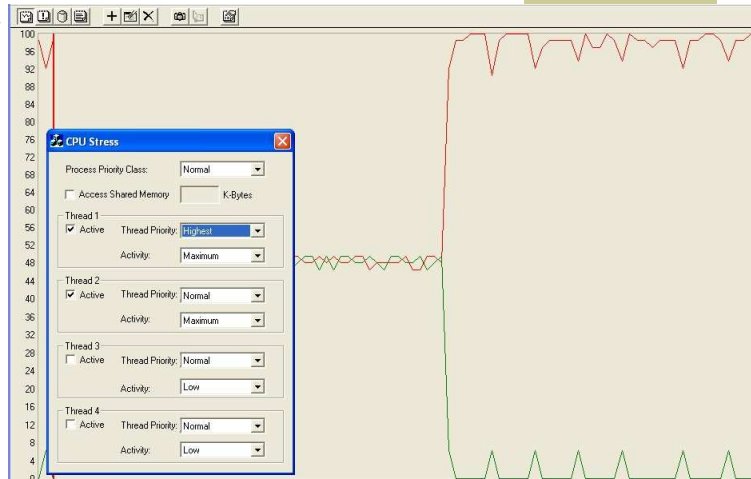 100
96
92
88
84
80
76
72
68
64
60
56
52
48
44
40
36
32
28
24
20
16
12
8
4
0
CPU Stress
Process Priority Class: Normal
Access Shared Memory K-Bytes
Thread 1
Active Thread Priority: Highest
Activity: Maximum
Thread 2
Active Thread Priority: Normal
Activity: Maximum
Thread 3
Active Thread Priority: Normal
Activity: Low
Thread 4
Active Thread Priority: Normal
Activity: Low